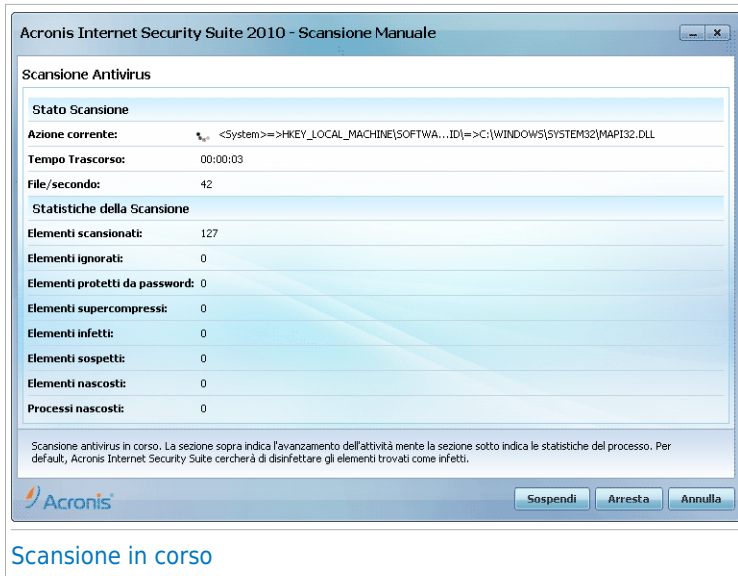 Acronis Internet Security Suite 2010 - Scansione Manuale
Scansione Antivirus
Stato Scansione
Azione corrente: <System>=>HKEY_LOCAL_MACHINE\SOFTWA...ID\=>C:\WINDOWS\SYSTEM32\MAPI32.DLL
Tempo Trascorso: 00:00:03
File/secondo: 42
Statistiche della Scansione
Elementi scansionati: 127
Elementi ignorati: 0
Elementi protetti da password: 0
Elementi supercompressi: 0
Elementi infetti: 0
Elementi sospetti: 0
Elementi nascosti: 0
Processi nascosti: 0
Scansione antivirus in corso. La sezione sopra indica l'avanzamento dell'attività mente la sezione sotto indica le statistiche del processo. Per
default, Acronis Internet Security Suite cercherà di disinfettare gli elementi trovati come infetti.
Acronis
Sospendi Arresta Annulla
Scansione in corso